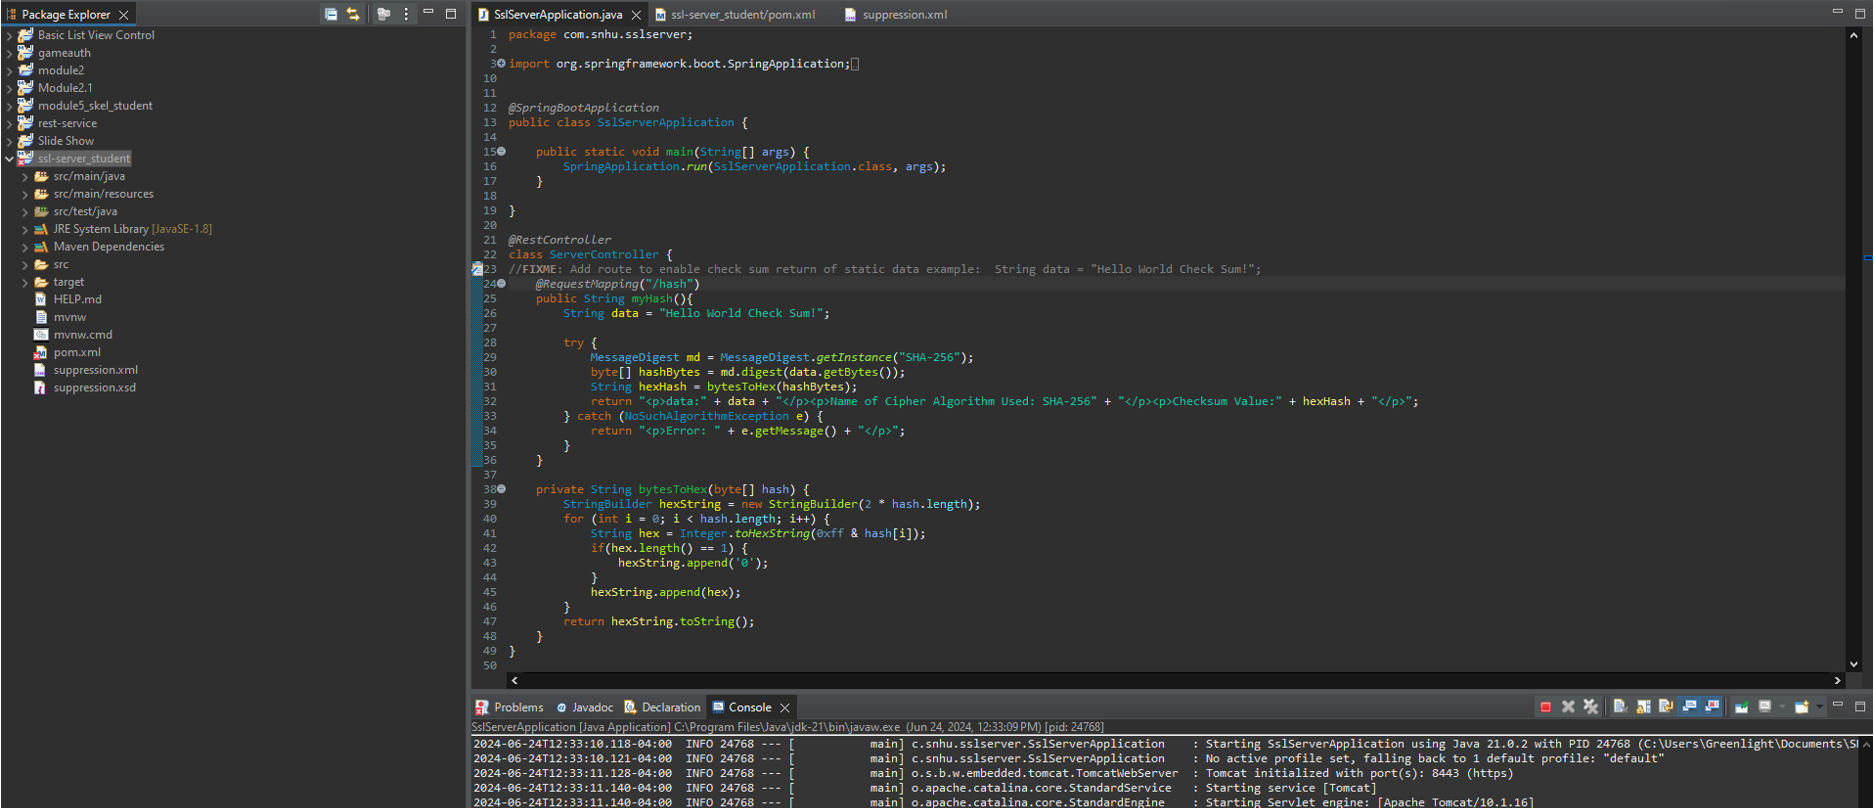 Package Explorer
Basic List View Control
gameauth
module2
Module2.1
module5_skel_student
rest-service
Slide Show
ssl-server_student
src/main/java
src/main/resources
src/test/java
JRE System Library [JavaSE-1.8]
Maven Dependencies
src
target
HELP.md
mvnw
mvnw.cmd
pom.xml
suppression.xml
suppression.xsd
SslServerApplication.java
ssl-server_student/pom.xml
suppression.xml
1 package com.snhu.sslserver;
2
3 import org.springframework.boot.SpringApplication;
10
11
12 @SpringBootApplication
13 public class SslServerApplication {
14
15     public static void main(String[] args) {
16         SpringApplication.run(SslServerApplication.class, args);
17     }
18
19 }
20
21 @RestController
22 class ServerController {
23 //FIXME: Add route to enable check sum return of static data example:  String data = "Hello World Check Sum!";
24     @RequestMapping("/hash")
25     public String myHash(){
26         String data = "Hello World Check Sum!";
27
28         try {
29             MessageDigest md = MessageDigest.getInstance("SHA-256");
30             byte[] hashBytes = md.digest(data.getBytes());
31             String hexHash = bytesToHex(hashBytes);
32             return "<p>data:" + data + "</p><p>Name of Cipher Algorithm Used: SHA-256" + "</p><p>Checksum Value:" + hexHash + "</p>";
33         } catch (NoSuchAlgorithmException e) {
34             return "<p>Error: " + e.getMessage() + "</p>";
35         }
36     }
37
38     private String bytesToHex(byte[] hash) {
39         StringBuilder hexString = new StringBuilder(2 * hash.length);
40         for (int i = 0; i < hash.length; i++) {
41             String hex = Integer.toHexString(0xff & hash[i]);
42             if(hex.length() == 1) {
43                 hexString.append('0');
44             }
45             hexString.append(hex);
46         }
47         return hexString.toString();
48     }
49 }
50
Problems
Javadoc
Declaration
Console
SslServerApplication [Java Application] C:\Program Files\Java\jdk-21\bin\javaw.exe (Jun 24, 2024, 12:33:09 PM) [pid: 24768]
2024-06-24T12:33:10.118-04:00  INFO 24768 --- [           main] c.snhu.sslserver.SslServerApplication    : Starting SslServerApplication using Java 21.0.2 with PID 24768 (C:\Users\Greenlight\Documents\S
2024-06-24T12:33:10.121-04:00  INFO 24768 --- [           main] c.snhu.sslserver.SslServerApplication    : No active profile set, falling back to 1 default profile: "default"
2024-06-24T12:33:11.128-04:00  INFO 24768 --- [           main] o.s.b.w.embedded.tomcat.TomcatWebServer  : Tomcat initialized with port(s): 8443 (https)
2024-06-24T12:33:11.140-04:00  INFO 24768 --- [           main] o.apache.catalina.core.StandardService   : Starting service [Tomcat]
2024-06-24T12:33:11.140-04:00  INFO 24768 --- [           main] o.apache.catalina.core.StandardEngine    : Starting Servlet engine: [Apache Tomcat/10.1.16]